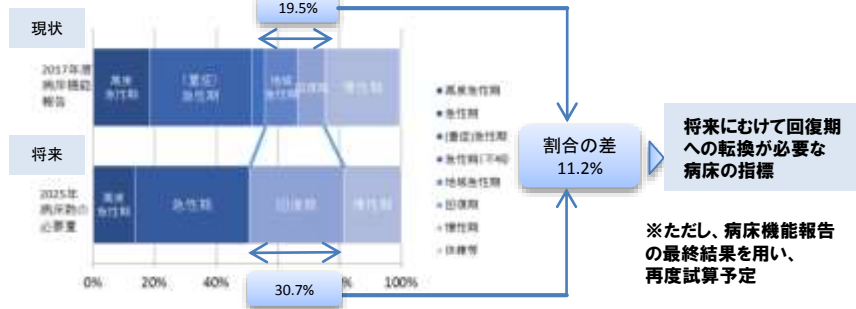 19.5%
現状
2017年度
病床機能
報告
高度
急性期
(重症)
急性期
地域
急性期
回復期
慢性期
将来
2025年
病床数の
必要量
高度
急性期
急性期
回復期
慢性期
0%
20%
40%
%
100%
30.7%
高度急性期
急性期
(重症)急性期
急性期(不明)
地域急性期
回復期
慢性期
休棟等
割合の差
11.2%
将来にむけて回復期
への転換が必要な
病床の指標
※ただし、病床機能報告
の最終結果を用い、
再度試算予定